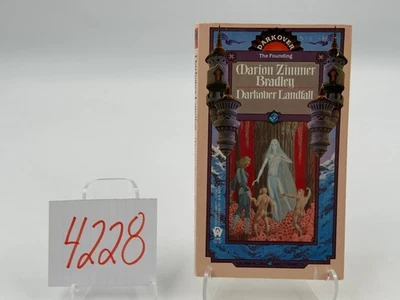 4228
DARKOVER
The Founding
Marion Zimmer
Bradley
Darkover Landfall